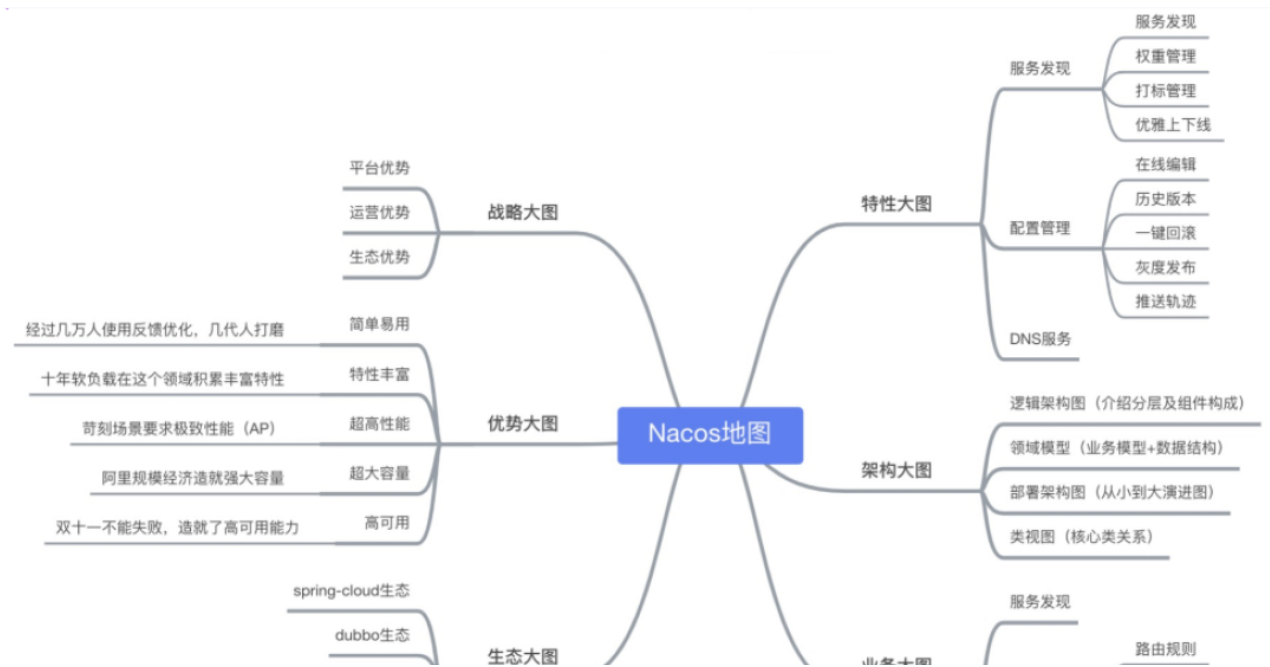 Nacos地图
战略大图
平台优势
运营优势
生态优势
优势大图
简单易用
经过几万人使用反馈优化，几代人打磨
特性丰富
十年软负载在这个领域积累丰富特性
超高性能
苛刻场景要求极致性能（AP）
超大容量
阿里规模经济造就强大容量
高可用
双十一不能失败，造就了高可用能力
生态大图
spring-cloud生态
dubbo生态
特性大图
服务发现
服务发现
权重管理
打标管理
优雅上下线
配置管理
在线编辑
历史版本
一键回滚
灰度发布
推送轨迹
DNS服务
架构大图
逻辑架构图（介绍分层及组件构成）
领域模型（业务模型+数据结构）
部署架构图（从小到大演进图）
类视图（核心类关系）
业务大图
服务发现
路由规则